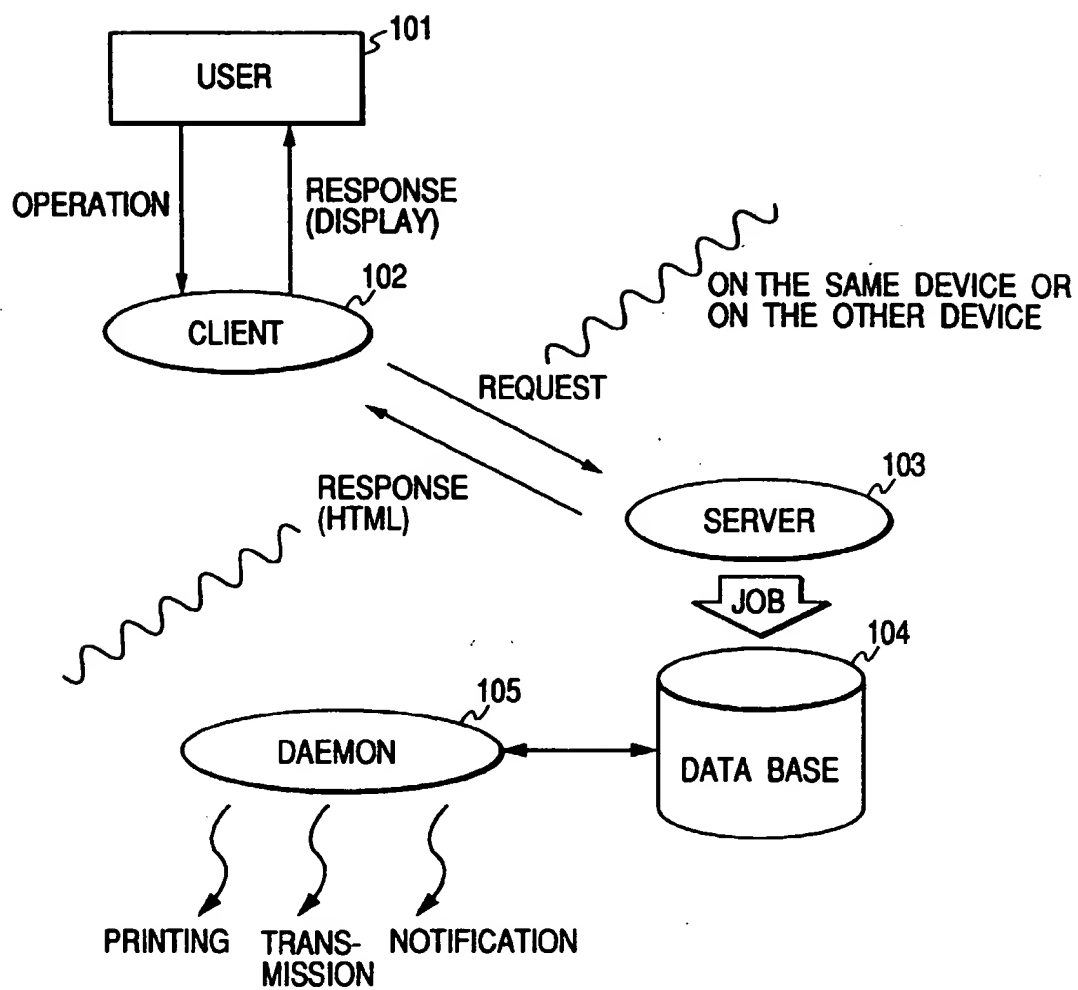 101
USER
OPERATION
RESPONSE
(DISPLAY)
102
CLIENT
ON THE SAME DEVICE OR
ON THE OTHER DEVICE
REQUEST
RESPONSE
(HTML)
103
SERVER
JOB
104
DATA BASE
105
DAEMON
PRINTING
TRANS-
MISSION
NOTIFICATION